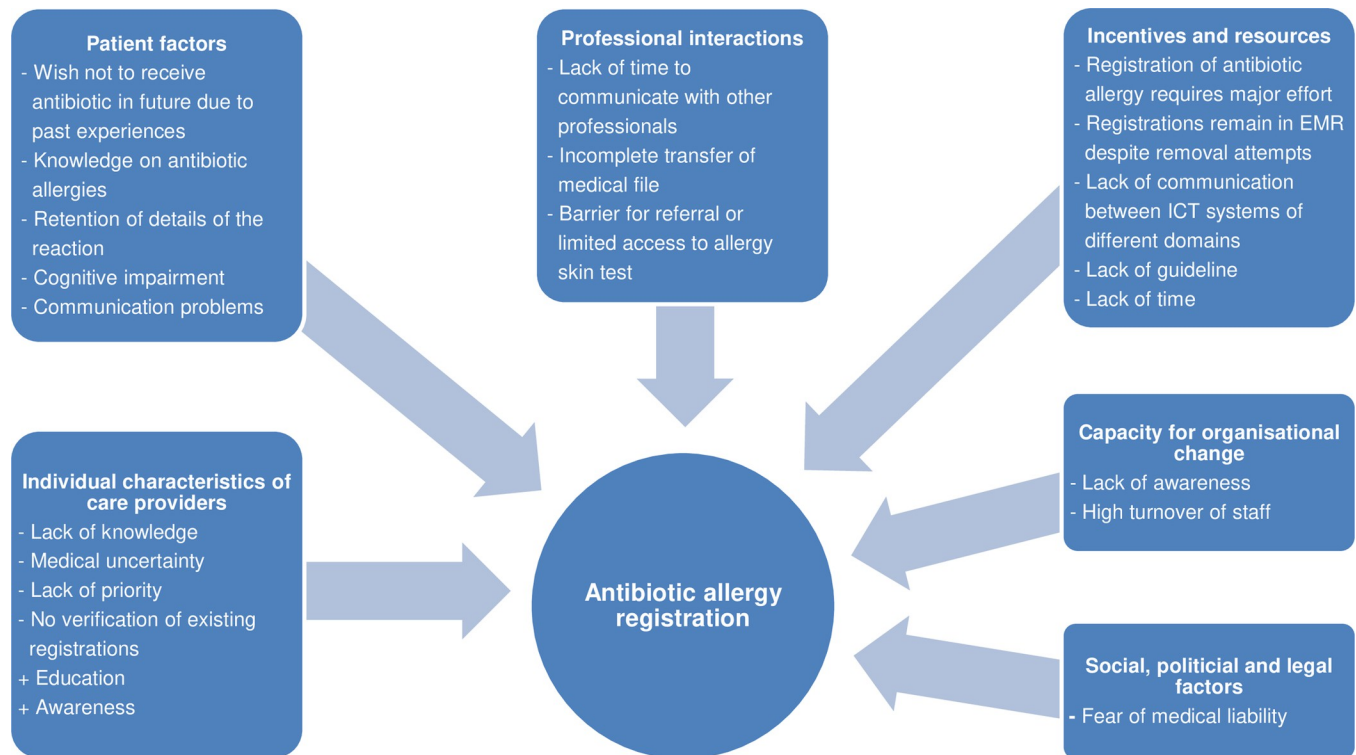 Patient factors
- Wish not to receive
antibiotic in future due to
past experiences
- Knowledge on antibiotic
allergies
- Retention of details of the
reaction
- Cognitive impairment
- Communication problems
Professional interactions
- Lack of time to
communicate with other
professionals
- Incomplete transfer of
medical file
- Barrier for referral or
limited access to allergy
skin test
Incentives and resources
- Registration of antibiotic
allergy requires major effort
- Registrations remain in EMR
despite removal attempts
- Lack of communication
between ICT systems of
different domains
- Lack of guideline
- Lack of time
Individual characteristics of
care providers
- Lack of knowledge
- Medical uncertainty
- Lack of priority
- No verification of existing
registrations
+ Education
+ Awareness
Antibiotic allergy
registration
Capacity for organisational
change
- Lack of awareness
- High turnover of staff
Social, politicial and legal
factors
- Fear of medical liability